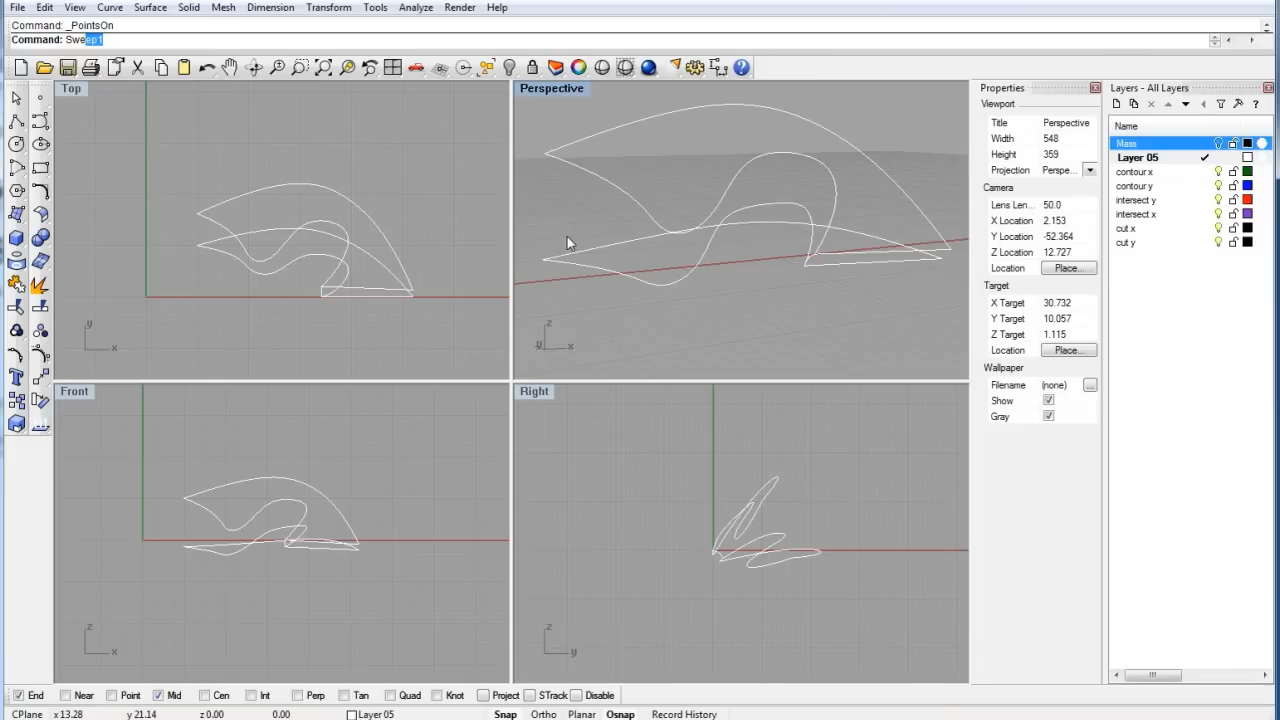 File Edit View Curve Surface Solid Mesh Dimension Transform Tools Analyze Render Help
Command: _PointsOn
Command: Sweep1
Top
Perspective
Properties
Layers - All Layers
Viewport
Title Perspective
Width 548
Height 359
Projection Perspe...
Camera
Lens Len... 50.0
X Location 2.153
Y Location -52.364
Z Location 12.727
Location Place...
Target
X Target 30.732
Y Target 10.057
Z Target 1.115
Location Place...
Wallpaper
Filename (none) ...
Show
Gray
Name
Mass
Layer 05
contour x
contour y
intersect y
intersect x
cut x
cut y
y
x
z
y
x
Front
Right
z
x
z
y
End Near Point Mid Cen Int Perp Tan Quad Knot Project STrack Disable
CPlane x 13.28 y 21.14 z 0.00 0.00 Layer 05 Snap Ortho Planar Osnap Record History